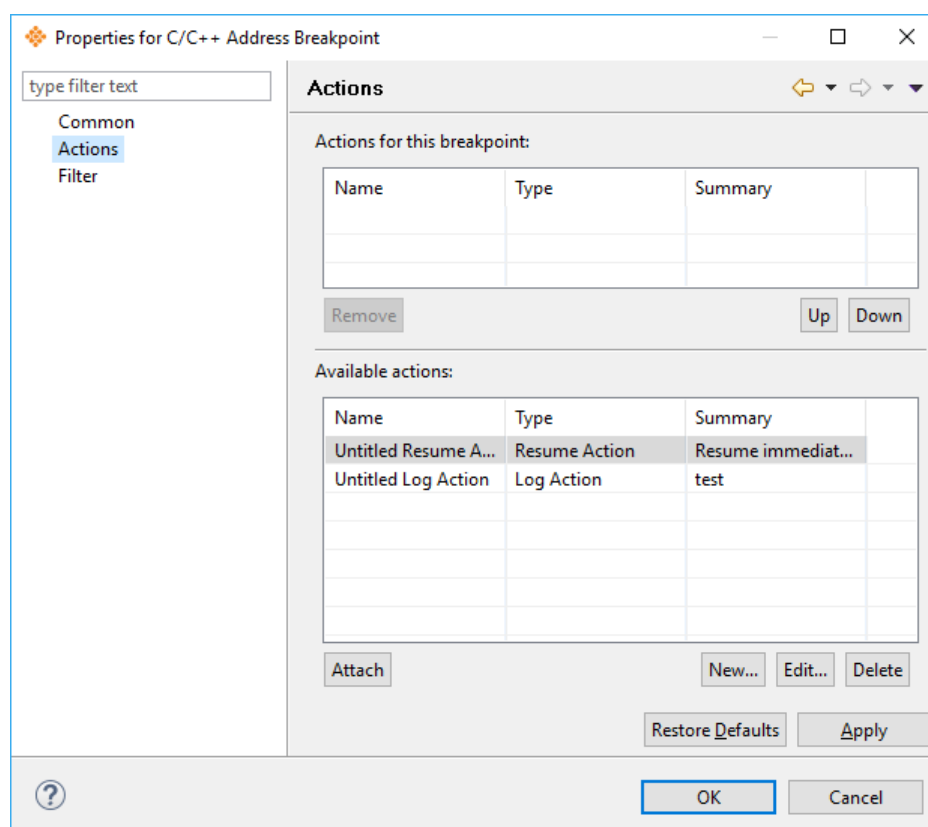 Properties for C/C++ Address Breakpoint
type filter text
Common
Actions
Filter
Actions
Actions for this breakpoint:
Name Type Summary
Remove Up Down
Available actions:
Name Type Summary
Untitled Resume A... Resume Action Resume immediat...
Untitled Log Action Log Action test
Attach New... Edit... Delete
Restore Defaults Apply
? OK Cancel